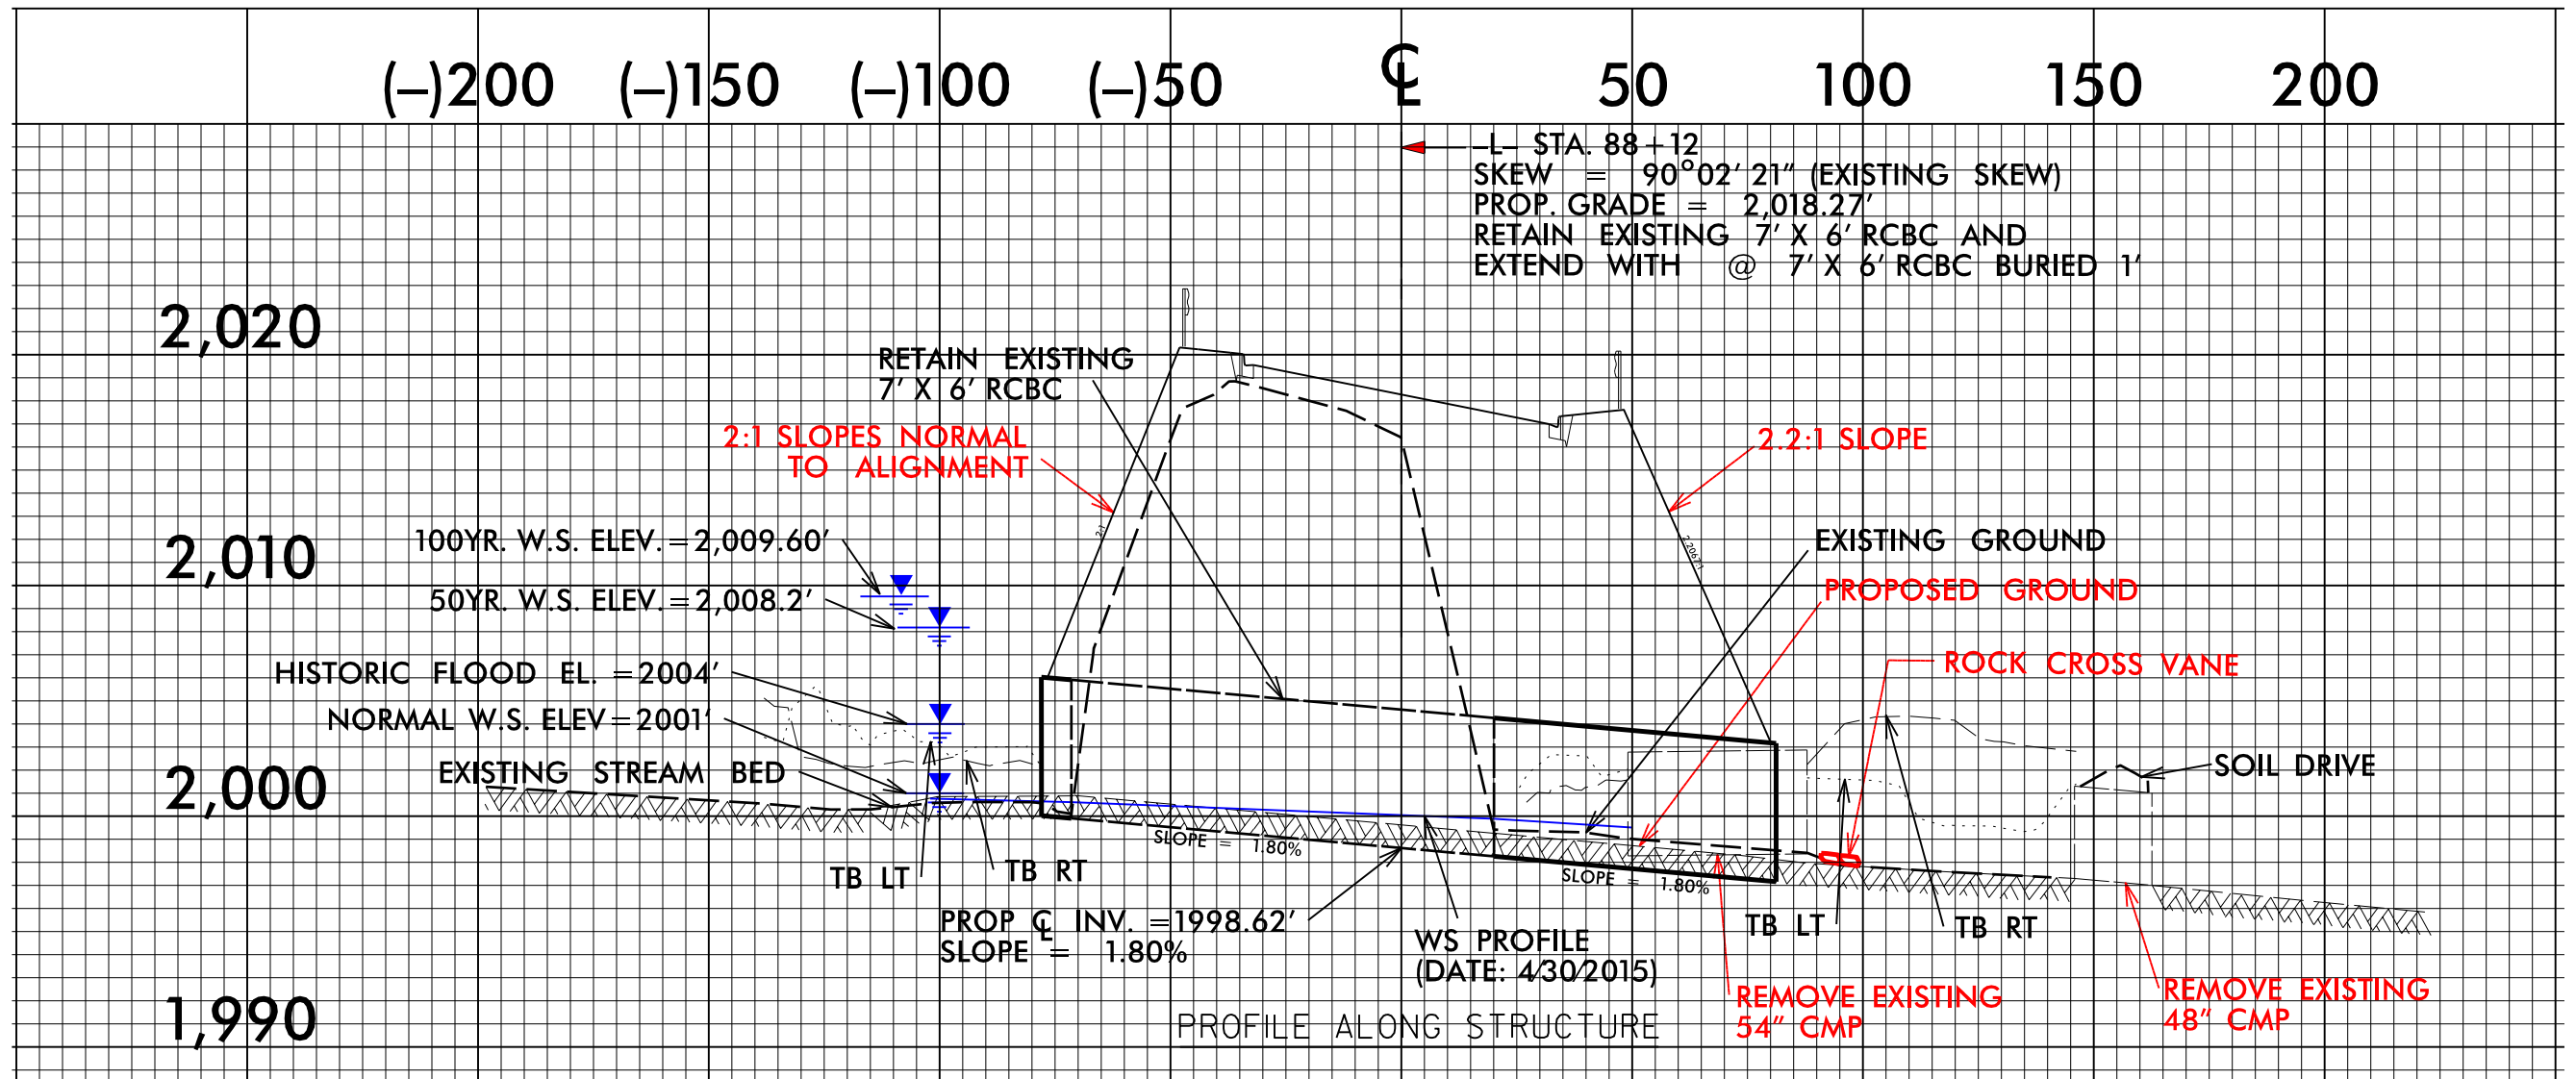 (–)200 (–)150 (–)100 (–)50 ℄ 50 100 150 200
–L– STA. 88+12
SKEW = 90°02' 21" (EXISTING SKEW)
PROP. GRADE = 2,018.27'
RETAIN EXISTING 7' X 6' RCBC AND
EXTEND WITH @ 7' X 6' RCBC BURIED 1'
2,020
RETAIN EXISTING
7' X 6' RCBC
2:1 SLOPES NORMAL
TO ALIGNMENT
2.2:1 SLOPE
2:1
2.2067:1
2,010
100YR. W.S. ELEV.=2,009.60'
50YR. W.S. ELEV.=2,008.2'
EXISTING GROUND
PROPOSED GROUND
HISTORIC FLOOD EL. =2004'
NORMAL W.S. ELEV=2001'
EXISTING STREAM BED
ROCK CROSS VANE
SOIL DRIVE
2,000
SLOPE = 1.80%
SLOPE = 1.80%
TB LT
TB RT
PROP ℄ INV. =1998.62'
SLOPE = 1.80%
WS PROFILE
(DATE: 4/30/2015)
TB LT
TB RT
REMOVE EXISTING
54" CMP
REMOVE EXISTING
48" CMP
1,990
PROFILE ALONG STRUCTURE